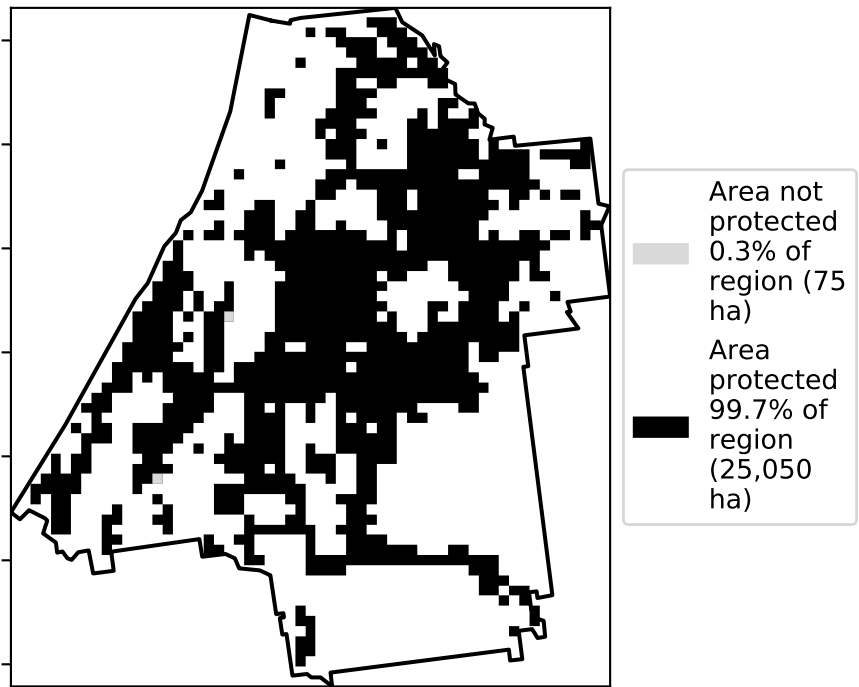 Area not
protected
0.3% of
region (75
ha)
Area
protected
99.7% of
region
(25,050
ha)